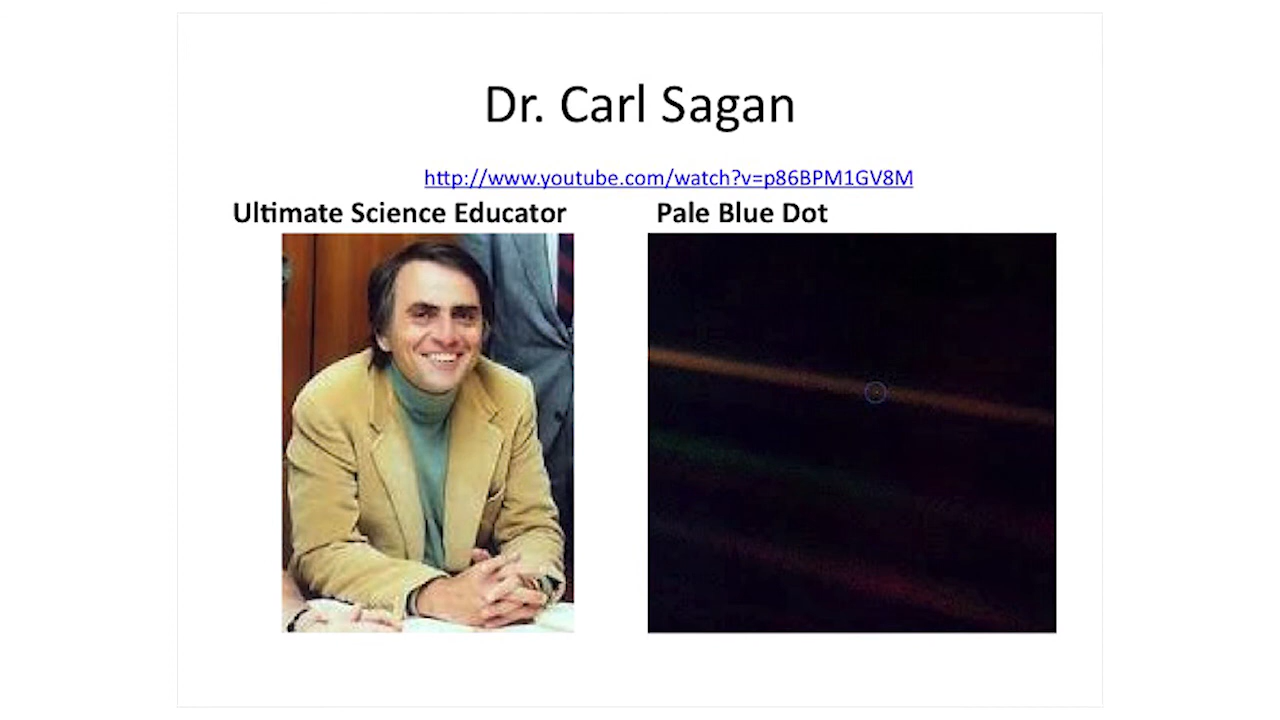 Dr. Carl Sagan
http://www.youtube.com/watch?v=p86BPM1GV8M
Ultimate Science Educator
Pale Blue Dot